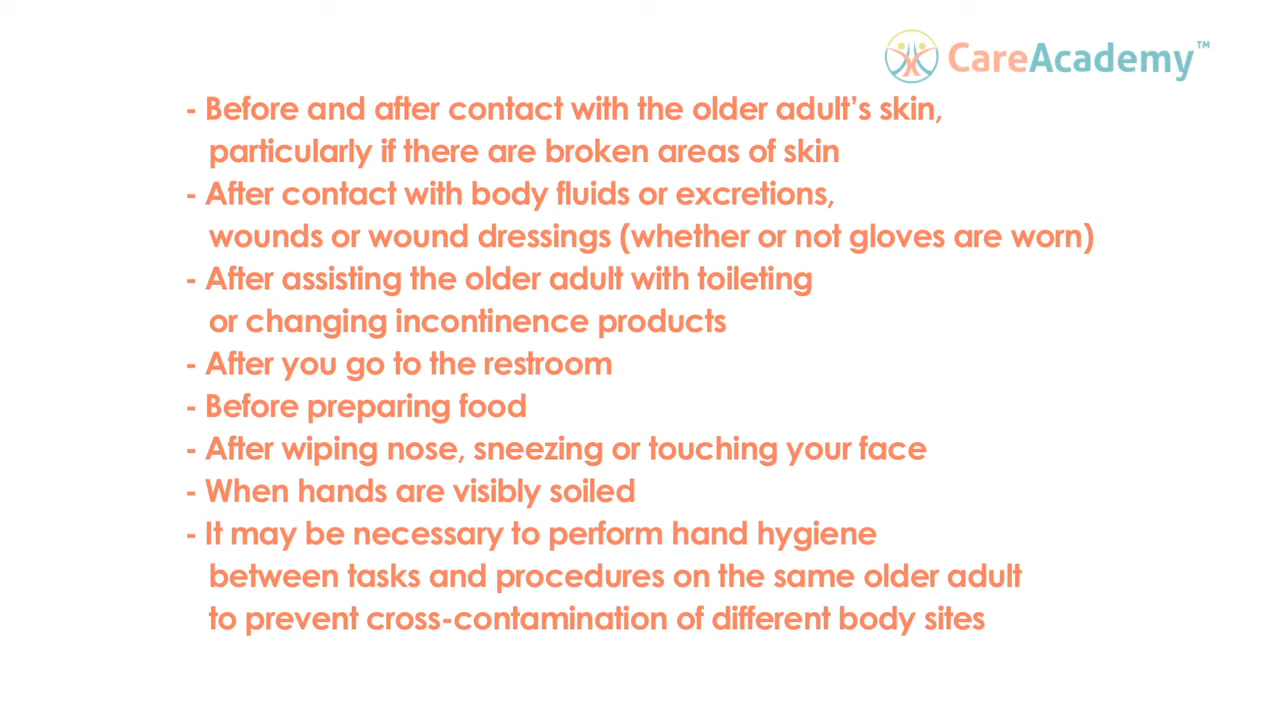 CareAcademy™
- Before and after contact with the older adult’s skin,
particularly if there are broken areas of skin
- After contact with body fluids or excretions,
wounds or wound dressings (whether or not gloves are worn)
- After assisting the older adult with toileting
or changing incontinence products
- After you go to the restroom
- Before preparing food
- After wiping nose, sneezing or touching your face
- When hands are visibly soiled
- It may be necessary to perform hand hygiene
between tasks and procedures on the same older adult
to prevent cross-contamination of different body sites